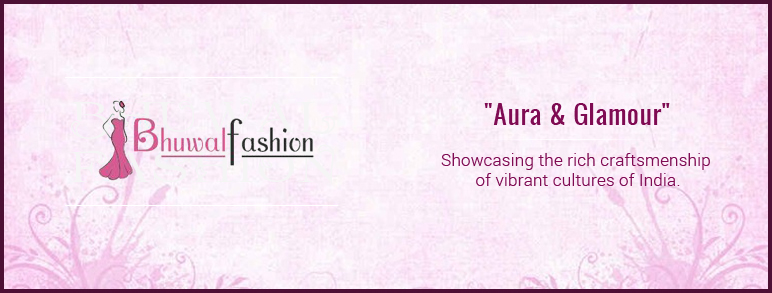 Bhuwalfashion
"Aura & Glamour"
Showcasing the rich craftsmenship
of vibrant cultures of India.